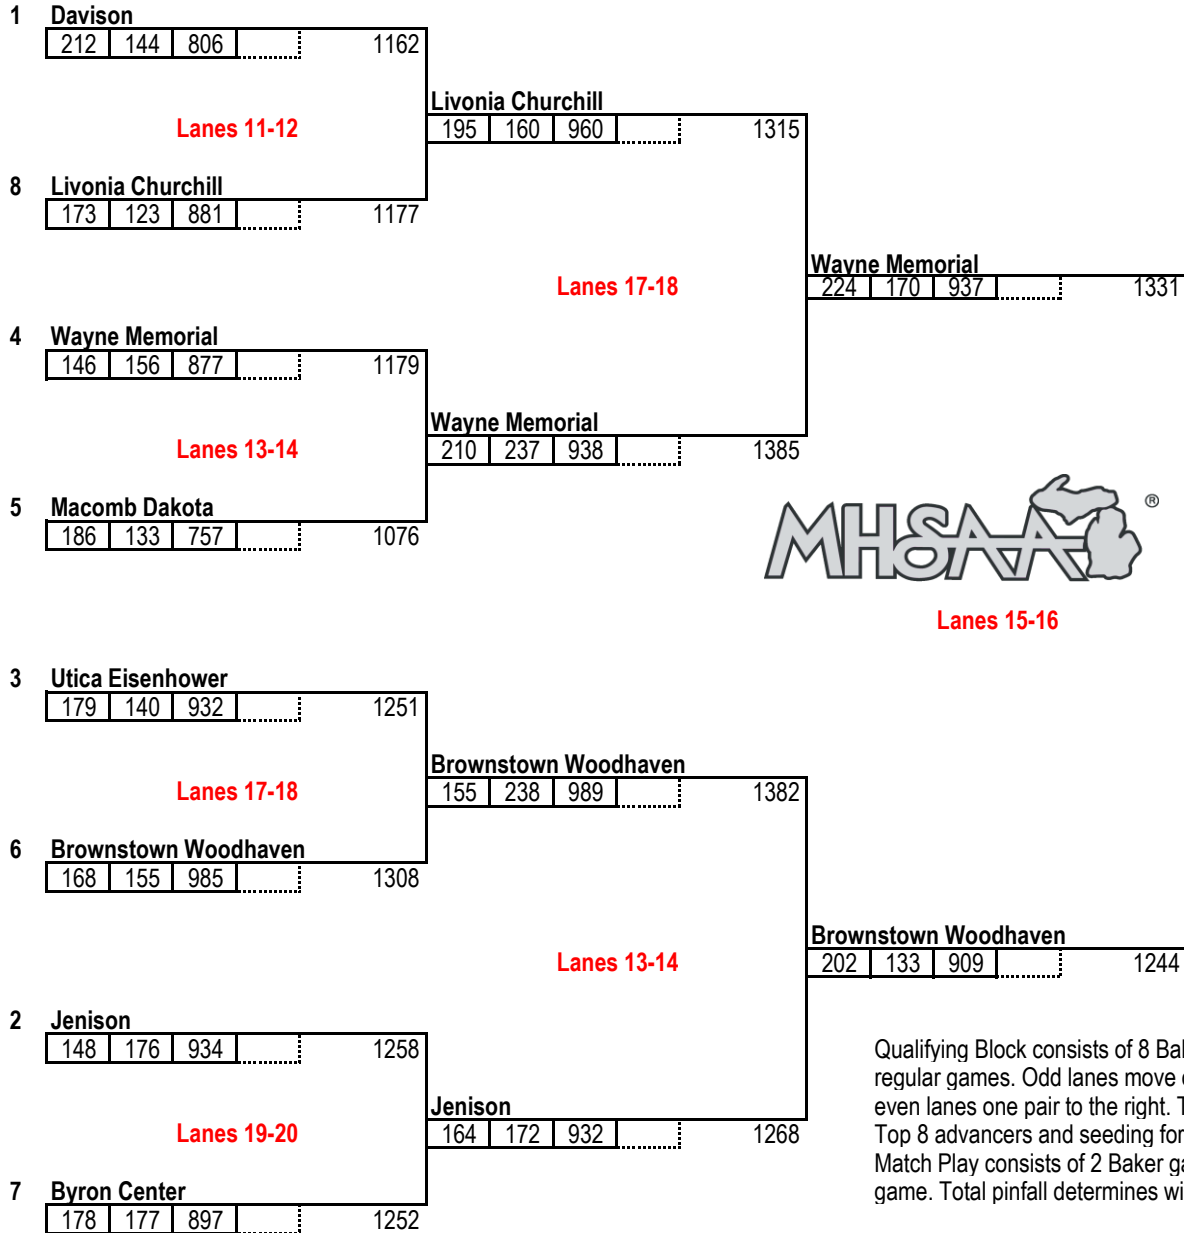 1 Davison
212 144 806 1162
Livonia Churchill
Lanes 11-12
195 160 960 1315
8 Livonia Churchill
173 123 881 1177
Wayne Memorial
Lanes 17-18
224 170 937 1331
4 Wayne Memorial
146 156 877 1179
Wayne Memorial
Lanes 13-14
210 237 938 1385
5 Macomb Dakota
186 133 757 1076
MHSAA ®
Lanes 15-16
3 Utica Eisenhower
179 140 932 1251
Brownstown Woodhaven
Lanes 17-18
155 238 989 1382
6 Brownstown Woodhaven
168 155 985 1308
Brownstown Woodhaven
Lanes 13-14
202 133 909 1244
2 Jenison
148 176 934 1258
Jenison
Lanes 19-20
164 172 932 1268
7 Byron Center
178 177 897 1252
Qualifying Block consists of 8
regular games. Odd lanes move
even lanes one pair to the right.
Top 8 advancers and seeding for
Match Play consists of 2 Baker
game. Total pinfall determines